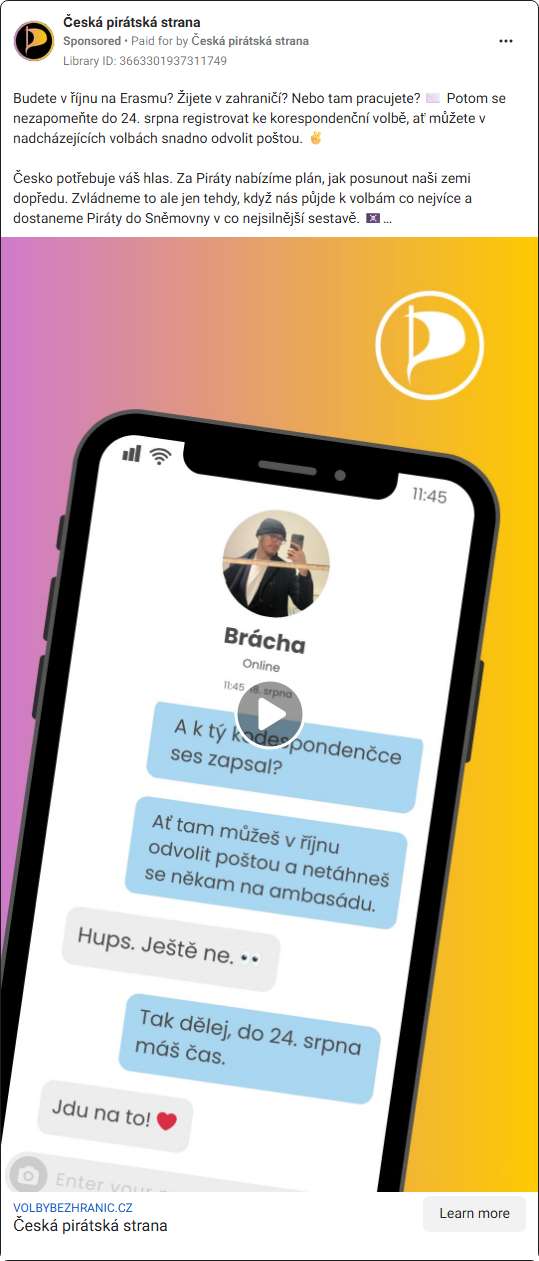 Česká pirátská strana
Sponsored • Paid for by Česká pirátská strana
Library ID: 3663301937311749
Budete v říjnu na Erasmu? Žijete v zahraničí? Nebo tam pracujete? Potom se
nezapomeňte do 24. srpna registrovat ke korespondenční volbě, ať můžete v
nadcházejících volbách snadno odvolit poštou. ✌️
Česko potřebuje váš hlas. Za Piráty nabízíme plán, jak posunout naši zemi
dopředu. Zvládneme to ale jen tehdy, když nás půjde k volbám co nejvíce a
dostaneme Piráty do Sněmovny v co nejsilnější sestavě. 🏴‍☠️ ...
11:45
Brácha
Online
11:45 srpna
A k tý kodespondenčce
ses zapsal?
Ať tam můžeš v říjnu
odvolit poštou a netáhneš
se někam na ambasádu.
Hups. Ještě ne. 👀
Tak dělej, do 24. srpna
máš čas.
Jdu na to! ❤️
Enter your
VOLBYBEZHRANIC.CZ
Česká pirátská strana
Learn more